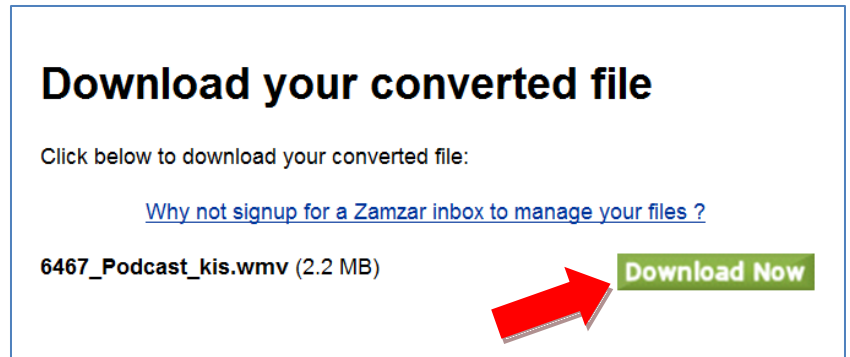 Download your converted file
Click below to download your converted file:
Why not signup for a Zamzar inbox to manage your files ?
6467_Podcast_kis.wmv (2.2 MB)
Download Now